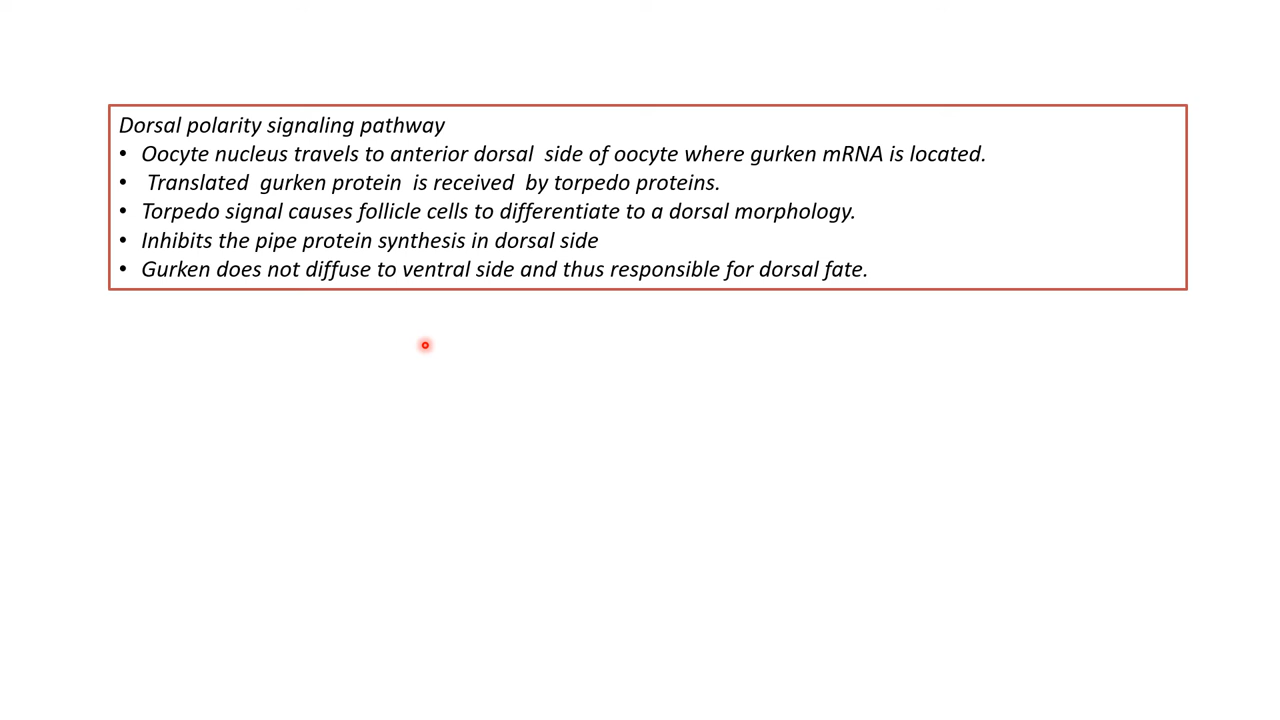 Dorsal polarity signaling pathway
• Oocyte nucleus travels to anterior dorsal side of oocyte where gurken mRNA is located.
• Translated gurken protein is received by torpedo proteins.
• Torpedo signal causes follicle cells to differentiate to a dorsal morphology.
• Inhibits the pipe protein synthesis in dorsal side
• Gurken does not diffuse to ventral side and thus responsible for dorsal fate.